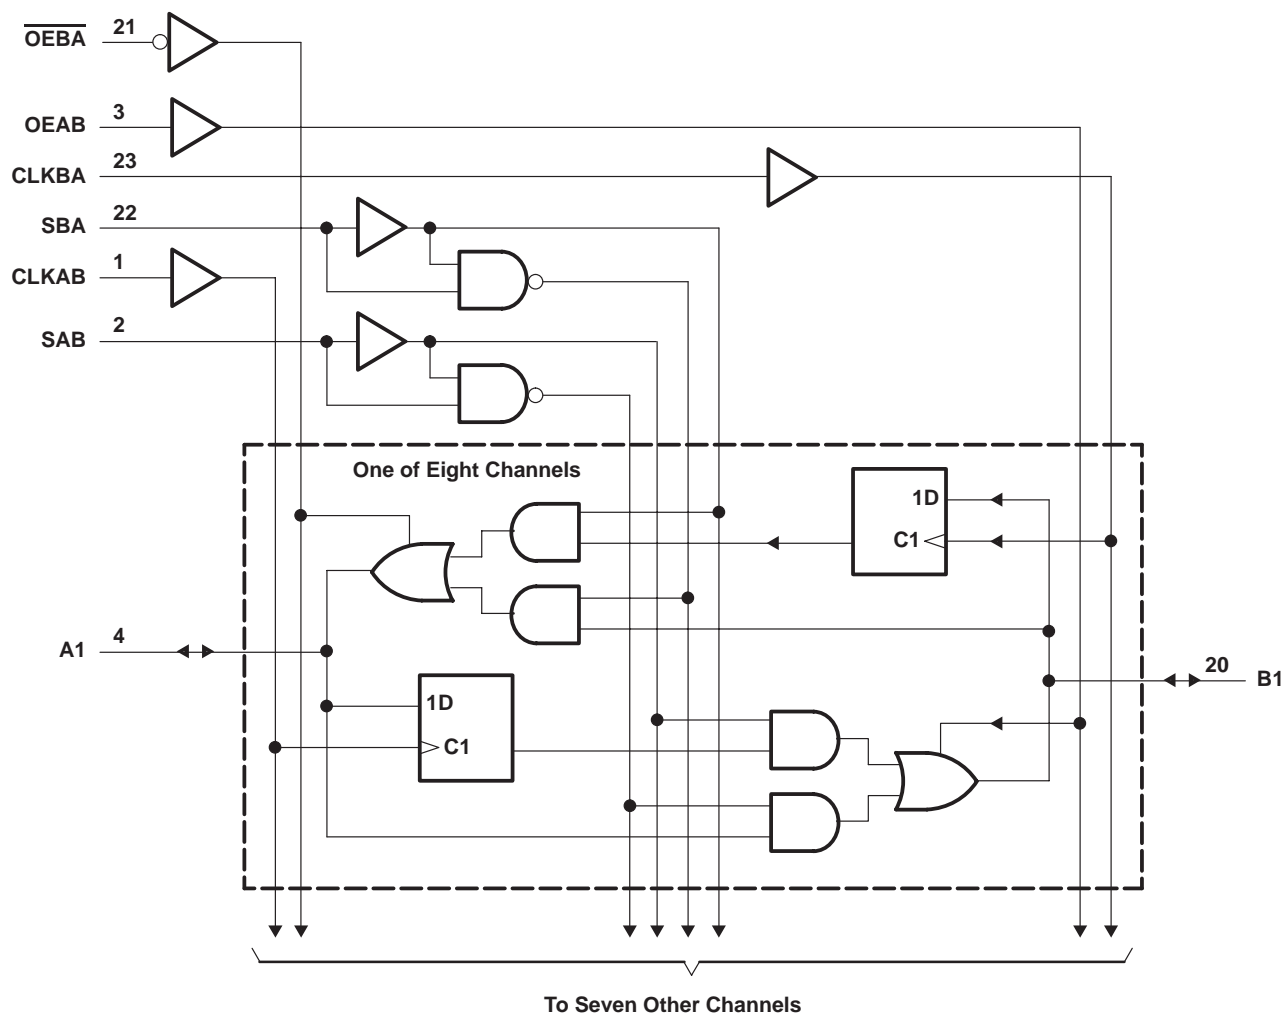 OEBA 21
OEAB 3
CLKBA 23
SBA 22
CLKAB 1
SAB 2
One of Eight Channels
1D
C1
A1 4
1D
C1
20 B1
To Seven Other Channels